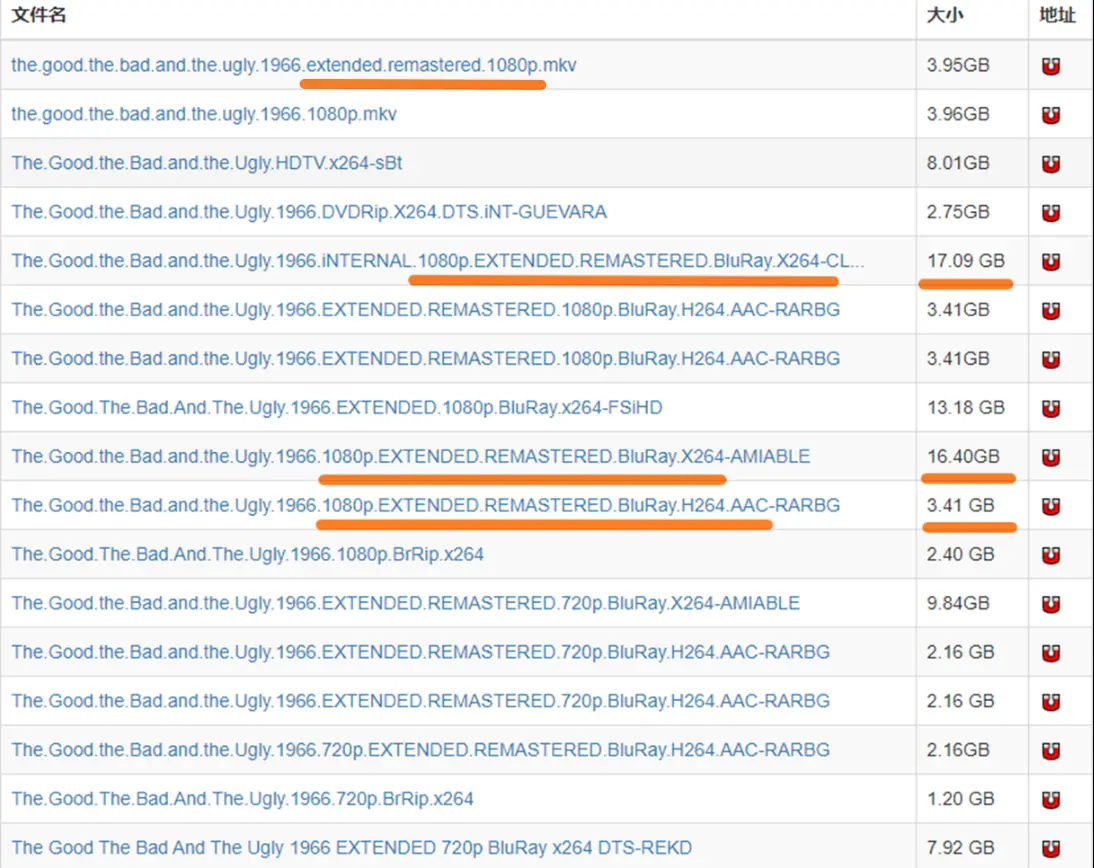 文件名 大小 地址
the.good.the.bad.and.the.ugly.1966.extended.remastered.1080p.mkv 3.95GB
the.good.the.bad.and.the.ugly.1966.1080p.mkv 3.96GB
The.Good.the.Bad.and.the.Ugly.HDTV.x264-sBt 8.01GB
The.Good.the.Bad.and.the.Ugly.1966.DVDRip.X264.DTS.iNT-GUEVARA 2.75GB
The.Good.the.Bad.and.the.Ugly.1966.iNTERNAL.1080p.EXTENDED.REMASTERED.BluRay.X264-CL... 17.09 GB
The.Good.the.Bad.and.the.Ugly.1966.EXTENDED.REMASTERED.1080p.BluRay.H264.AAC-RARBG 3.41GB
The.Good.the.Bad.and.the.Ugly.1966.EXTENDED.REMASTERED.1080p.BluRay.H264.AAC-RARBG 3.41GB
The.Good.The.Bad.And.The.Ugly.1966.EXTENDED.1080p.BluRay.x264-FSiHD 13.18 GB
The.Good.the.Bad.and.the.Ugly.1966.1080p.EXTENDED.REMASTERED.BluRay.X264-AMIABLE 16.40GB
The.Good.the.Bad.and.the.Ugly.1966.1080p.EXTENDED.REMASTERED.BluRay.H264.AAC-RARBG 3.41 GB
The.Good.The.Bad.And.The.Ugly.1966.1080p.BrRip.x264 2.40 GB
The.Good.the.Bad.and.the.Ugly.1966.EXTENDED.REMASTERED.720p.BluRay.X264-AMIABLE 9.84GB
The.Good.the.Bad.and.the.Ugly.1966.EXTENDED.REMASTERED.720p.BluRay.H264.AAC-RARBG 2.16 GB
The.Good.the.Bad.and.the.Ugly.1966.EXTENDED.REMASTERED.720p.BluRay.H264.AAC-RARBG 2.16 GB
The.Good.the.Bad.and.the.Ugly.1966.720p.EXTENDED.REMASTERED.BluRay.H264.AAC-RARBG 2.16GB
The.Good.The.Bad.And.The.Ugly.1966.720p.BrRip.x264 1.20 GB
The Good The Bad And The Ugly 1966 EXTENDED 720p BluRay x264 DTS-REKD 7.92 GB